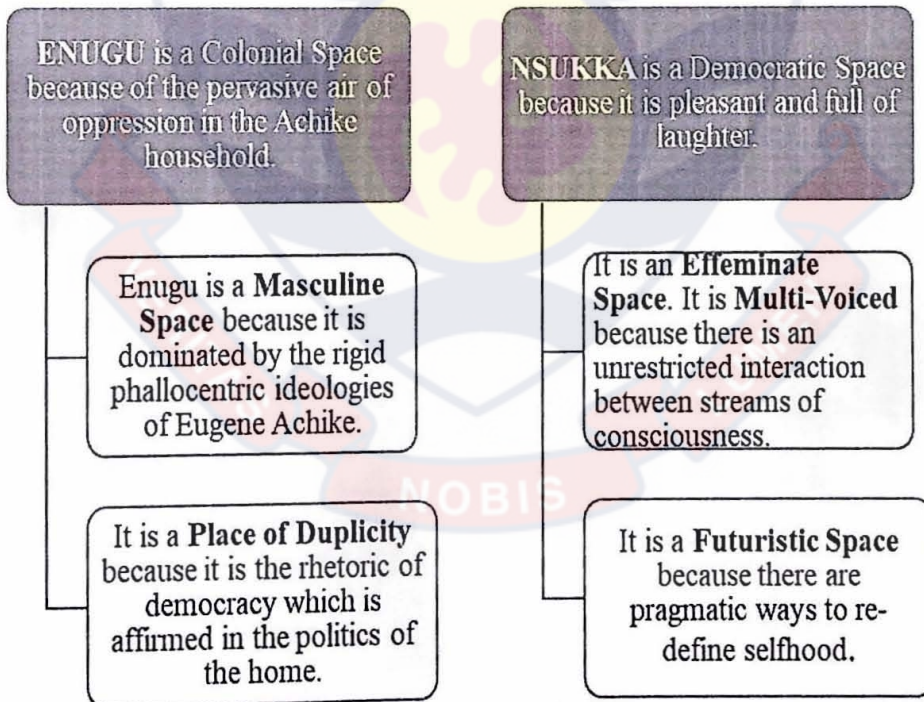 ENUGU is a Colonial Space
because of the pervasive air of
oppression in the Achike
household.
Enugu is a Masculine
Space because it is
dominated by the rigid
phallocentric ideologies
of Eugene Achike.
It is a Place of Duplicity
because it is the rhetoric of
democracy which is
affirmed in the politics of
the home.
NSUKKA is a Democratic Space
because it is pleasant and full of
laughter.
It is an Effeminate
Space. It is Multi-Voiced
because there is an
unrestricted interaction
between streams of
consciousness.
It is a Futuristic Space
because there are
pragmatic ways to re-
define selfhood.
NOBIS